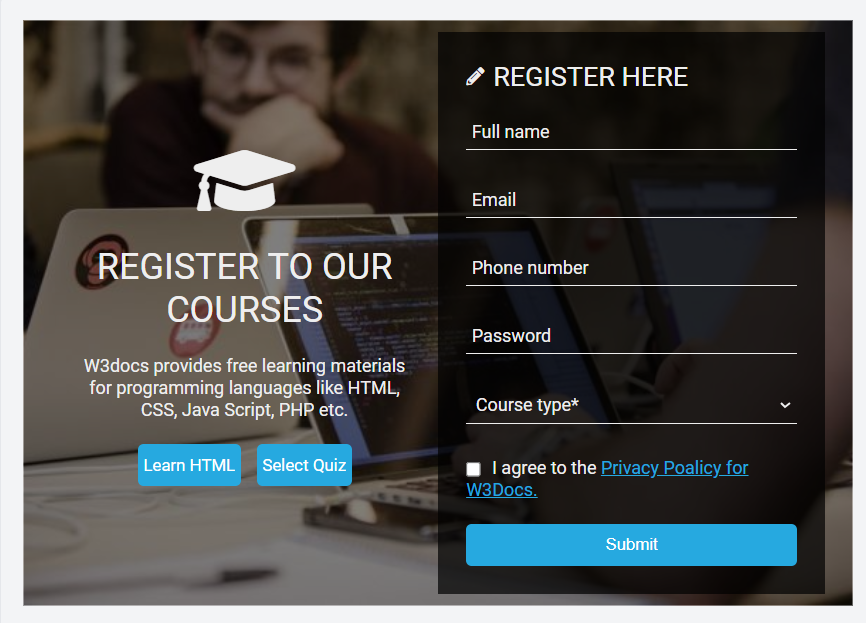 REGISTER TO OUR
COURSES
W3docs provides free learning materials
for programming languages like HTML,
CSS, Java Script, PHP etc.
Learn HTML
Select Quiz
REGISTER HERE
Full name
Email
Phone number
Password
Course type*
I agree to the Privacy Poalicy for
W3Docs.
Submit